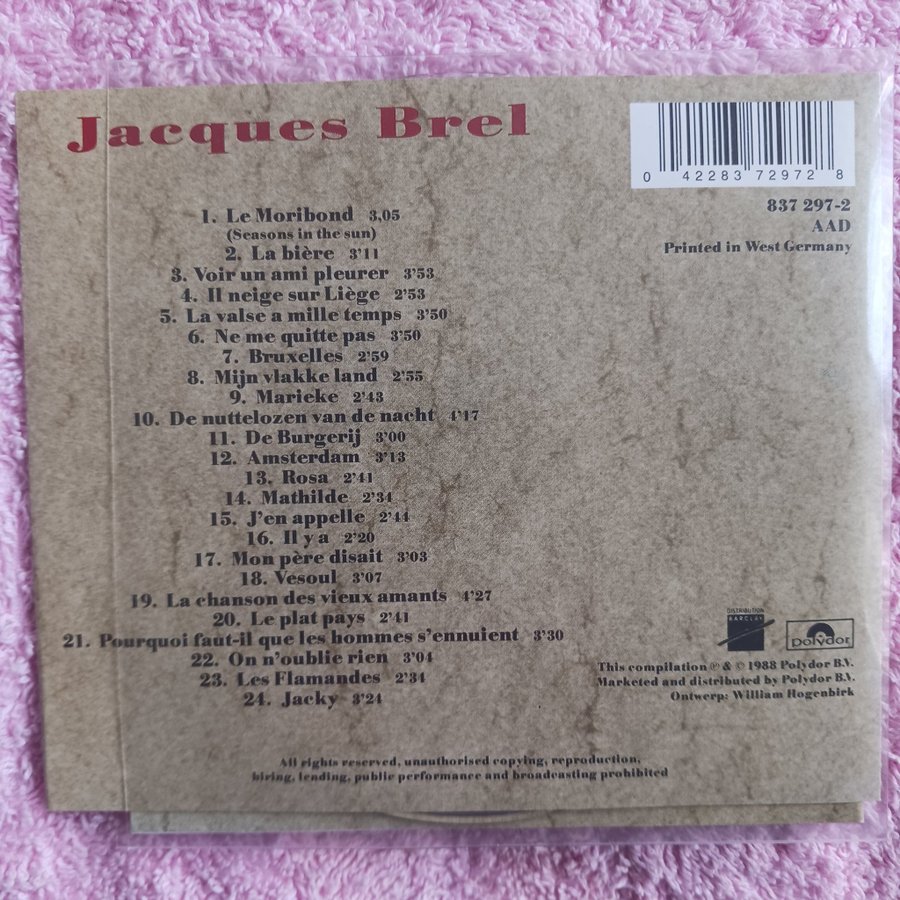 Jacques Brel
0 42283 72972 8
837 297-2
AAD
Printed in West Germany
1. Le Moribond 3,05
(Seasons in the sun)
2. La bière 3'11
3. Voir un ami pleurer 3'53
4. Il neige sur Liège 2'53
5. La valse a mille temps 3'50
6. Ne me quitte pas 3'50
7. Bruxelles 2'59
8. Mijn vlakke land 2'55
9. Marieke 2'43
10. De nuttelozen van de nacht 4'17
11. De Burgerij 3'00
12. Amsterdam 3'13
13. Rosa 2'41
14. Mathilde 2'34
15. J'en appelle 2'44
16. Il y a 2'20
17. Mon père disait 3'03
18. Vesoul 3'07
19. La chanson des vieux amants 4'27
20. Le plat pays 2'41
21. Pourquoi faut-il que les hommes s'ennuient 3'30
22. On n'oublie rien 3'04
23. Les Flamandes 2'34
24. Jacky 3'24
DISTRIBUTION
BARCLAY
polydor
This compilation ℗ & © 1988 Polydor B.V.
Marketed and distributed by Polydor B.V.
Ontwerp: William Hogenbirk
All rights reserved, unauthorised copying, reproduction,
hiring, lending, public performance and broadcasting prohibited